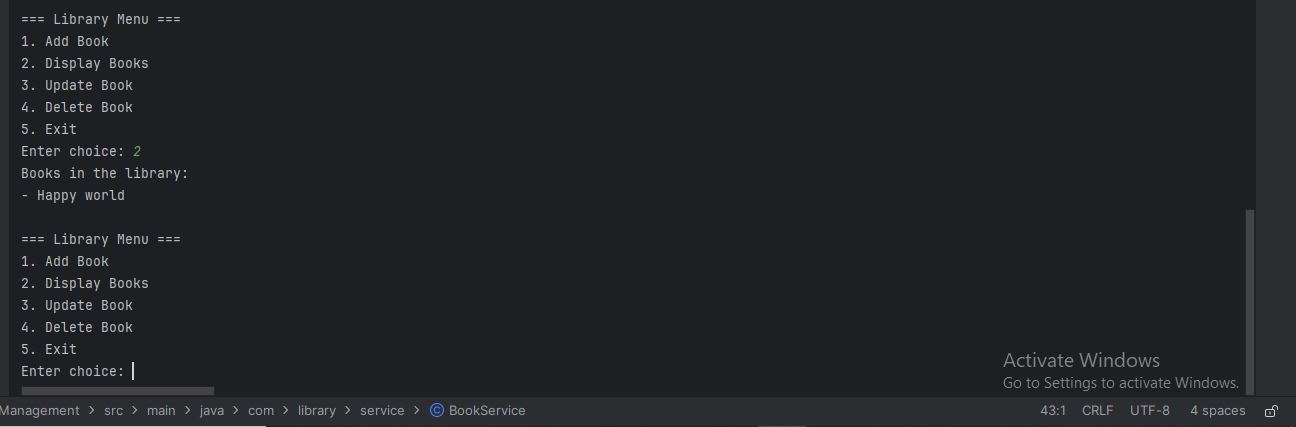 === Library Menu ===
1. Add Book
2. Display Books
3. Update Book
4. Delete Book
5. Exit
Enter choice: 2
Books in the library:
- Happy world
=== Library Menu ===
1. Add Book
2. Display Books
3. Update Book
4. Delete Book
5. Exit
Enter choice:
Activate Windows
Go to Settings to activate Windows.
Management > src > main > java > com > library > service > © BookService 43:1 CRLF UTF-8 4 spaces